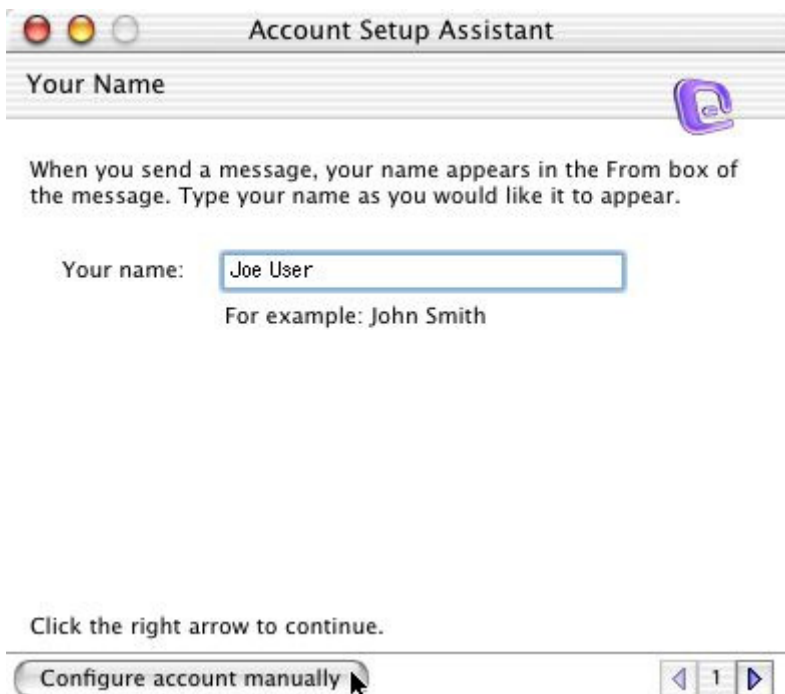 Account Setup Assistant
Your Name
When you send a message, your name appears in the From box of
the message. Type your name as you would like it to appear.
Your name: Joe User
For example: John Smith
Click the right arrow to continue.
Configure account manually 1